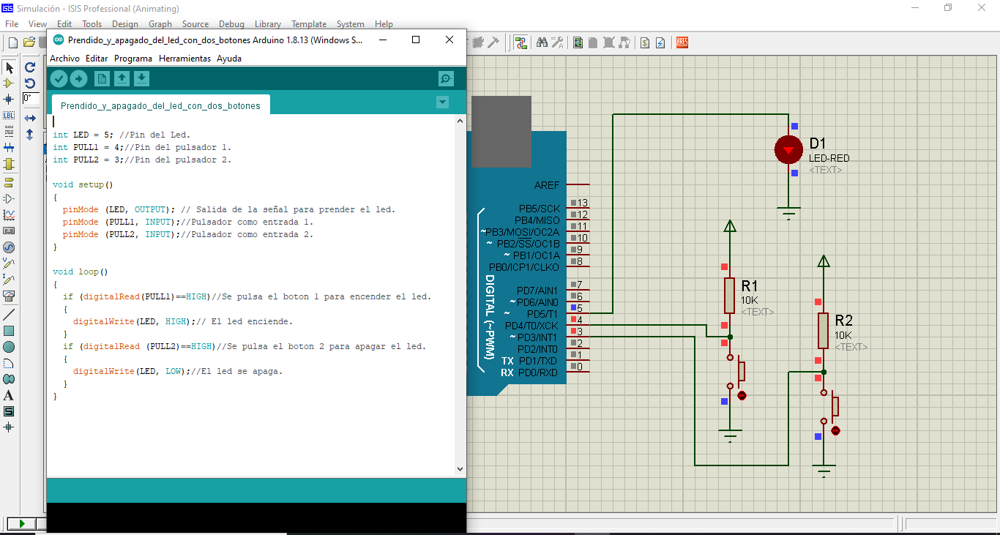 Simulación - ISIS Professional (Animating)
File View Edit Tools Design Graph Source Debug Library Template System Help
Prendido_y_apagado_del_led_con_dos_botones Arduino 1.8.13 (Windows S...
Archivo Editar Programa Herramientas Ayuda
Prendido_y_apagado_del_led_con_dos_botones
int LED = 5; //Pin del Led.
int PULL1 = 4;//Pin del pulsador 1.
int PULL2 = 3;//Pin del pulsador 2.
void setup()
{
pinMode (LED, OUTPUT); // Salida de la señal para prender el led.
pinMode (PULL1, INPUT);//Pulsador como entrada 1.
pinMode (PULL2, INPUT);//Pulsador como entrada 2.
}
void loop()
{
if (digitalRead(PULL1)==HIGH)//Se pulsa el boton 1 para encender el led.
{
digitalWrite(LED, HIGH);// El led enciende.
}
if (digitalRead (PULL2)==HIGH)//Se pulsa el boton 2 para apagar el led.
{
digitalWrite(LED, LOW);//El led se apaga.
}
}
0°
LBL
A
S
ARES
AREF
PB5/SCK 13
PB4/MISO 12
~PB3/MOSI/OC2A 11
~ PB2/SS/OC1B 10
~ PB1/OC1A 9
PB0/ICP1/CLKO 8
PD7/AIN1 7
~ PD6/AIN0 6
~ PD5/T1 5
PD4/T0/XCK 4
~ PD3/INT1 3
PD2/INT0 2
TX PD1/TXD 1
RX PD0/RXD 0
DIGITAL (~PWM)
D1
LED-RED
<TEXT>
R1
10K
<TEXT>
R2
10K
<TEXT>